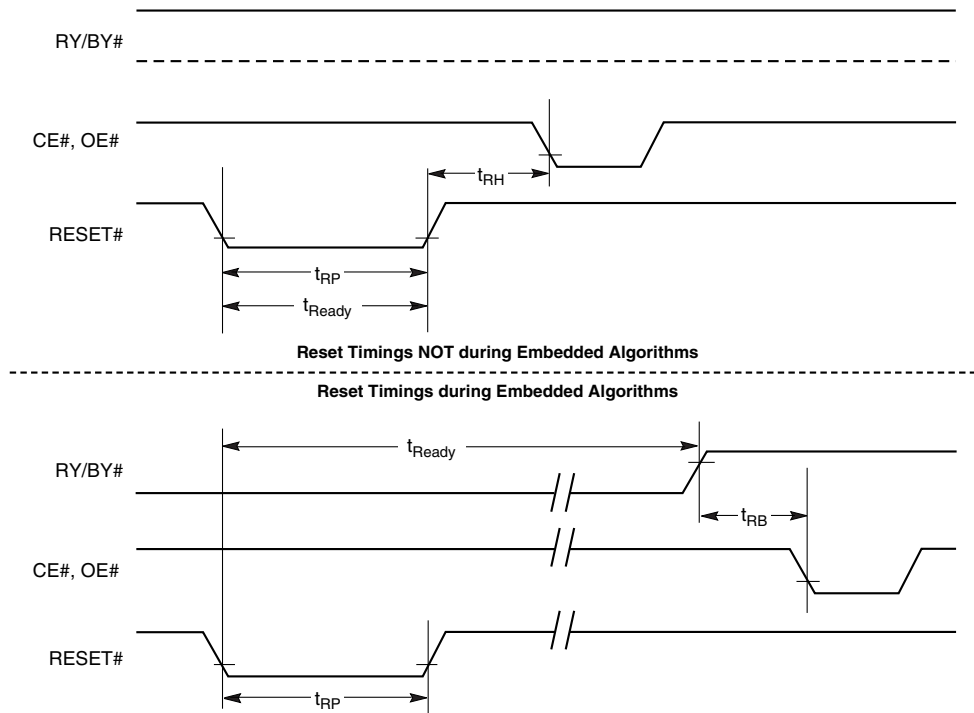 RY/BY#
CE#, OE#
tRH
RESET#
tRP
tReady
Reset Timings NOT during Embedded Algorithms
Reset Timings during Embedded Algorithms
tReady
RY/BY#
tRB
CE#, OE#
RESET#
tRP